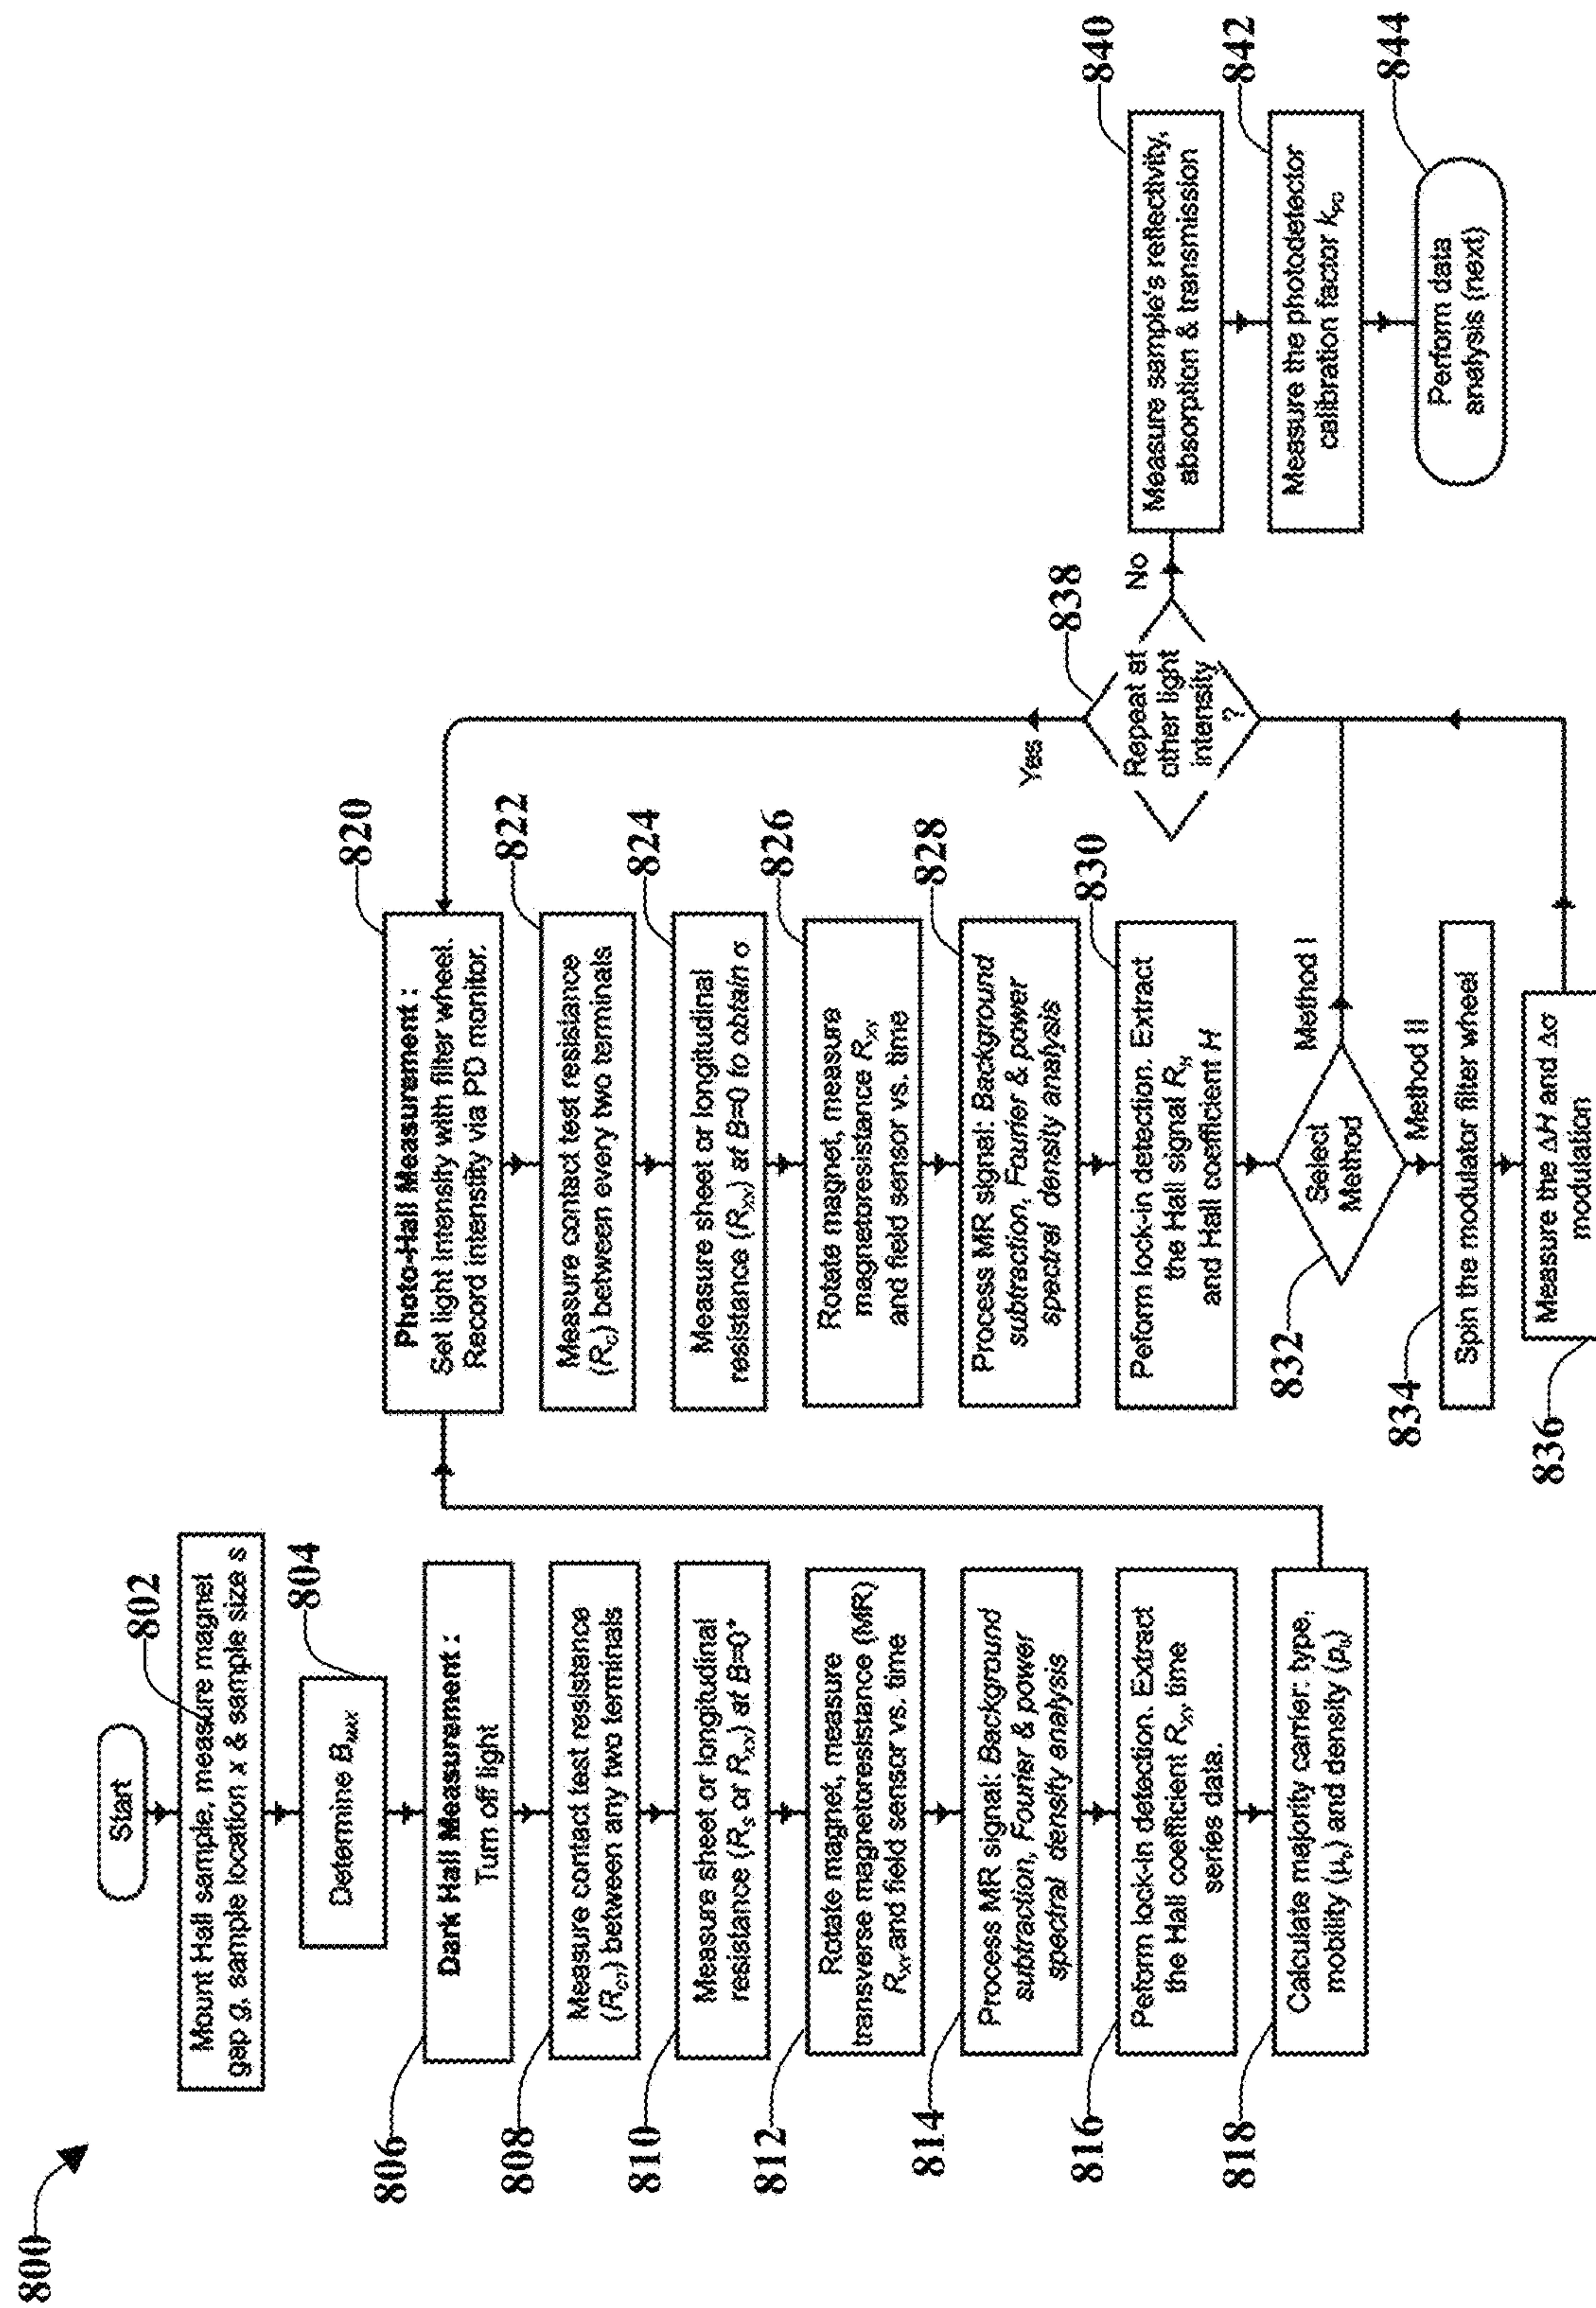 800
Start
802
Mount Hall sample, measure magnet
gap g, sample location x & sample size s
804
Determine BMAX
806
Dark Hall Measurement :
Turn off light
808
Measure contact test resistance
(RCT) between any two terminals
810
Measure sheet or longitudinal
resistance (RS or RXX) at B=0*
812
Rotate magnet, measure
transverse magnetoresistance (MR)
RXY and field sensor vs. time
814
Process MR signal: Background
subtraction, Fourier & power
spectral density analysis
816
Peform lock-in detection. Extract
the Hall coefficient RXY, time
series data.
818
Calculate majority carrier: type,
mobility (μp) and density (p0)
820
Photo-Hall Measurement :
Set light intensity with filter wheel.
Record intenstity via PD monitor.
822
Measure contact test resistance
(RC) between every two terminals
824
Measure sheet or longitudinal
resistance (RXX) at B=0 to obtain σ
826
Rotate magnet, measure
magnetoresistance Rxy
and field sensor vs. time
828
Process MR signal: Background
subtraction, Fourier & power
spectral density analysis
830
Peform lock-in detection. Extract
the Hall signal RH
and Hall coefficient H
832
Select
Method
Method I
Method II
834
Spin the modulator filter wheel
836
Measure the ΔH and Δσ
modulation
838
Repeat at
other light
intensity
?
Yes
No
840
Measure sample's reflectivity,
absorption & transmission
842
Measure the photodetector
calibration factor kPD
844
Perform data
analysis (next)